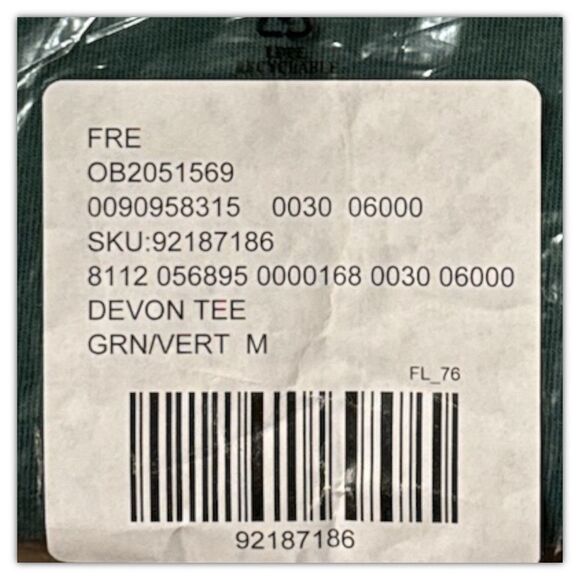 LDPE
RECYCLABLE
FRE
OB2051569
0090958315 0030 06000
SKU:92187186
8112 056895 0000168 0030 06000
DEVON TEE
GRN/VERT M
FL_76
92187186